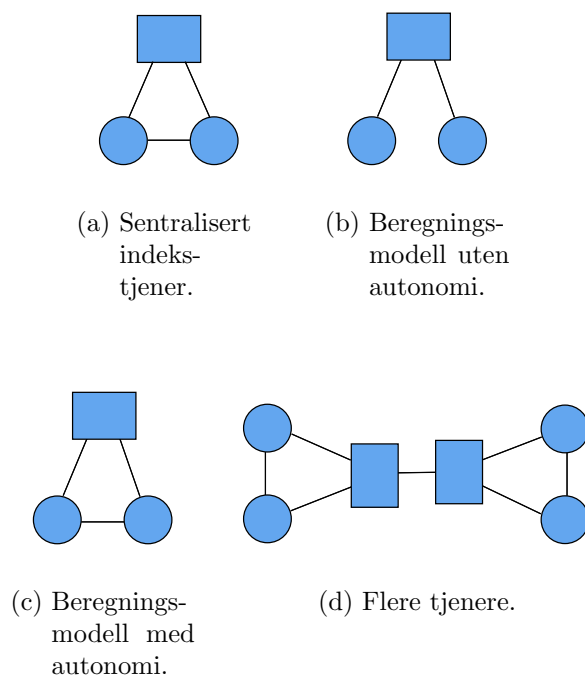 (a) Sentralisert
indeks-
tjener.
(b) Beregnings-
modell uten
autonomi.
(c) Beregnings-
modell med
autonomi.
(d) Flere tjenere.